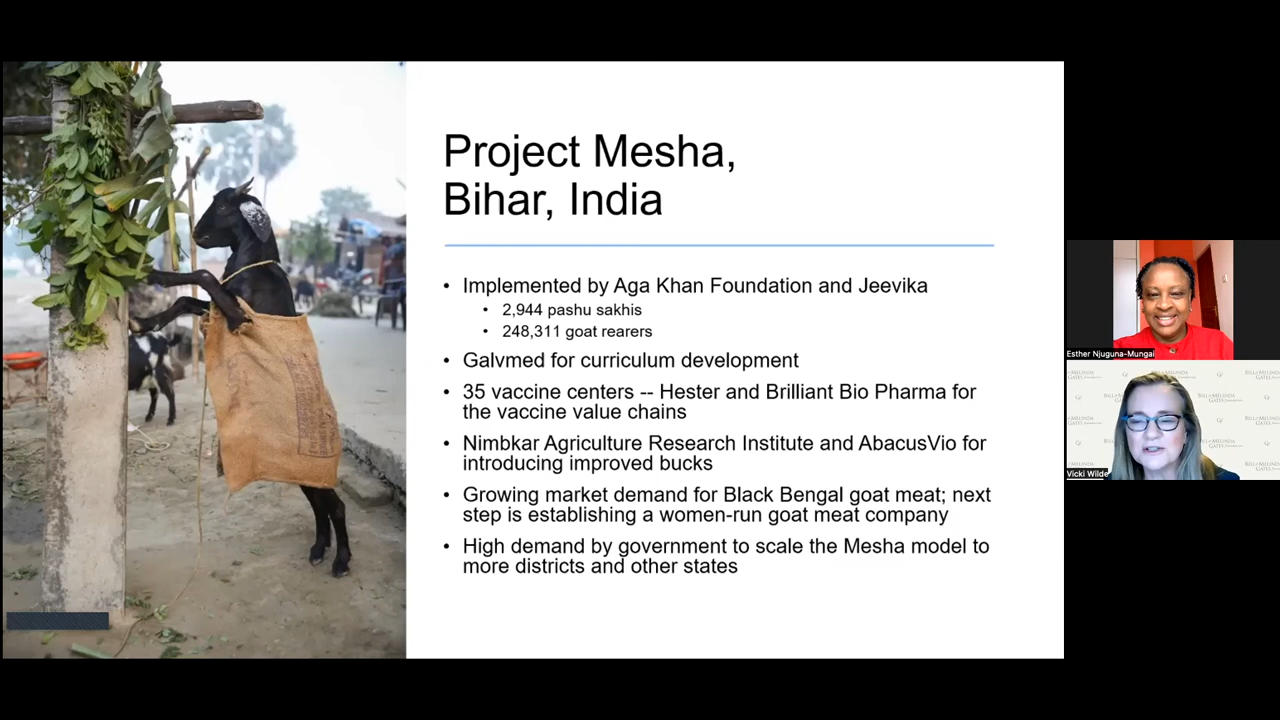 Project Mesha,
Bihar, India
• Implemented by Aga Khan Foundation and Jeevika
• 2,944 pashu sakhis
• 248,311 goat rearers
• Galvmed for curriculum development
• 35 vaccine centers -- Hester and Brilliant Bio Pharma for
the vaccine value chains
• Nimbkar Agriculture Research Institute and AbacusVio for
introducing improved bucks
• Growing market demand for Black Bengal goat meat; next
step is establishing a women-run goat meat company
• High demand by government to scale the Mesha model to
more districts and other states
Esther Njuguna-Mungai
BILL & MELINDA
GATES foundation
Vicki Wilde